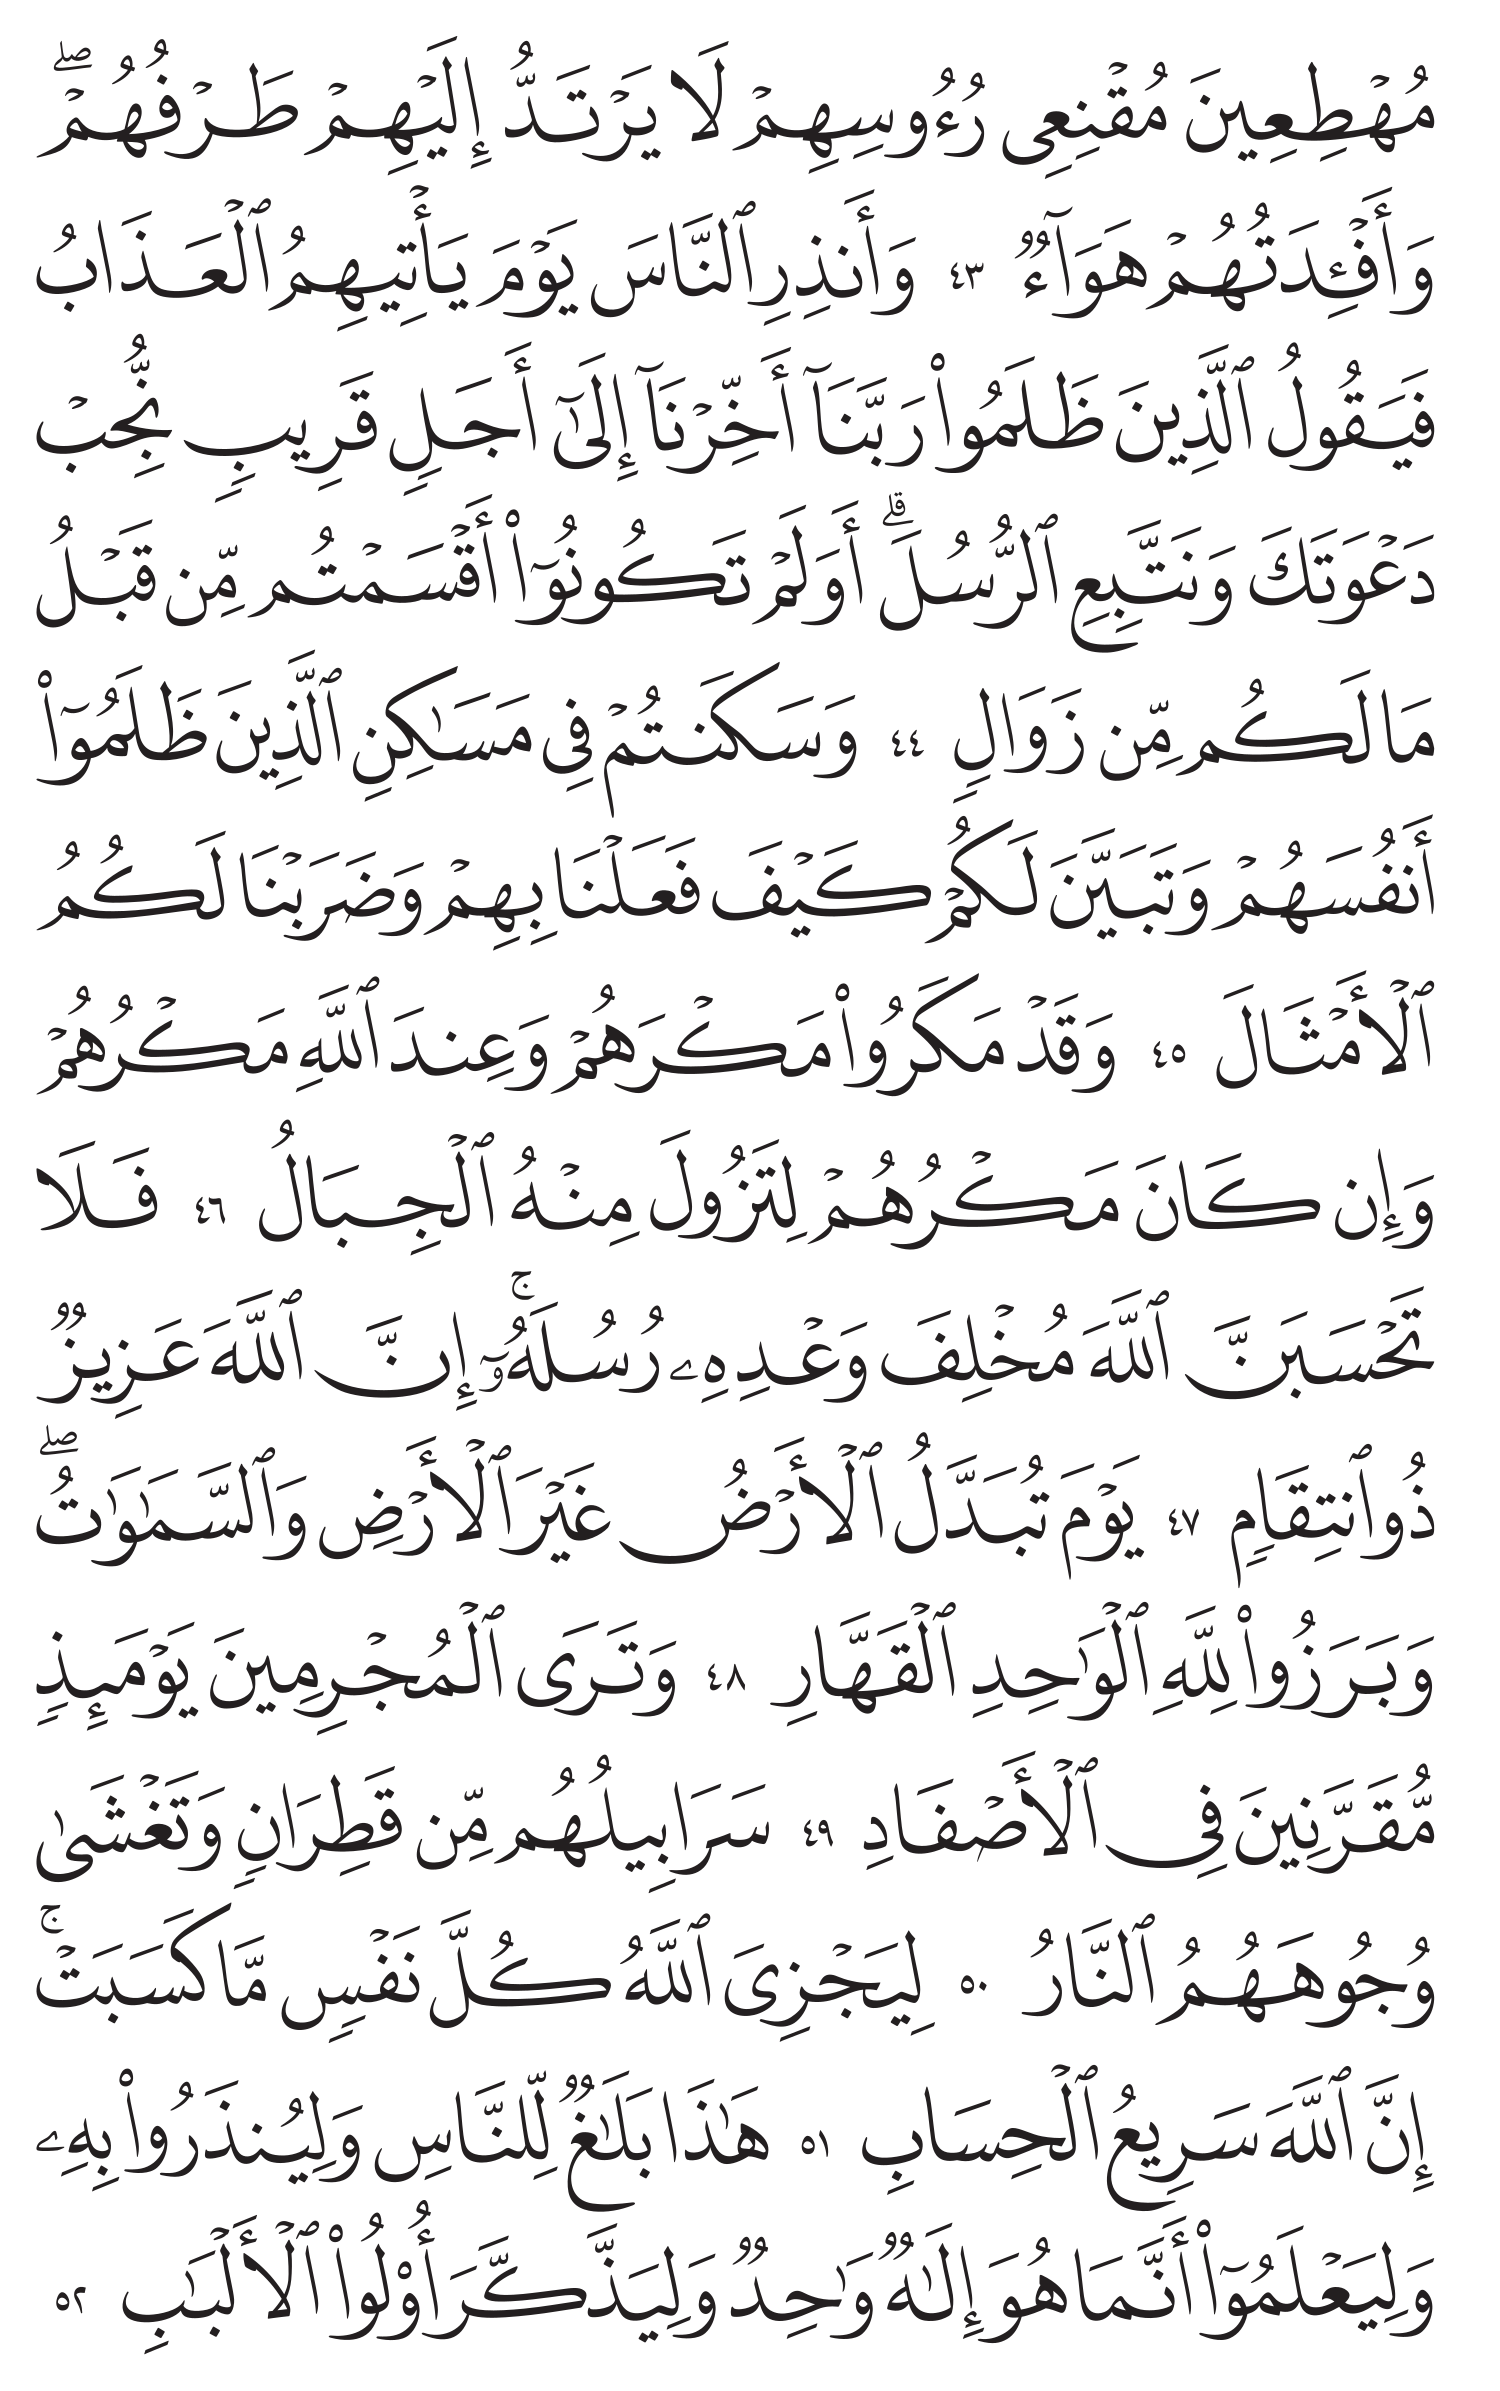 مُهۡطِعِينَ مُقۡنِعِى رُءُوسِهِمۡ لَا يَرۡتَدُّ إِلَيۡهِمۡ طَرۡفُهُمۡۖ
وَأَفۡـِٔدَتُهُمۡ هَوَآءٌ ٤٣ وَأَنذِرِ ٱلنَّاسَ يَوۡمَ يَأۡتِيهِمُ ٱلۡعَذَابُ
فَيَقُولُ ٱلَّذِينَ ظَلَمُواْ رَبَّنَآ أَخِّرۡنَآ إِلَىٰٓ أَجَلٍ قَرِيبٍ نُّجِبۡ
دَعۡوَتَكَ وَنَتَّبِعِ ٱلرُّسُلَۗ أَوَلَمۡ تَكُونُوٓاْ أَقۡسَمۡتُم مِّن قَبۡلُ
مَا لَكُم مِّن زَوَالٍ ٤٤ وَسَكَنتُمۡ فِى مَسَٰكِنِ ٱلَّذِينَ ظَلَمُوٓاْ
أَنفُسَهُمۡ وَتَبَيَّنَ لَكُمۡ كَيۡفَ فَعَلۡنَا بِهِمۡ وَضَرَبۡنَا لَكُمُ
ٱلۡأَمۡثَالَ ٤٥ وَقَدۡ مَكَرُواْ مَكۡرَهُمۡ وَعِندَ ٱللَّهِ مَكۡرُهُمۡ
وَإِن كَانَ مَكۡرُهُمۡ لِتَزُولَ مِنۡهُ ٱلۡجِبَالُ ٤٦ فَلَا
تَحۡسَبَنَّ ٱللَّهَ مُخۡلِفَ وَعۡدِهِۦ رُسُلَهُۥٓۚ إِنَّ ٱللَّهَ عَزِيزٌ
ذُو ٱنتِقَامٍ ٤٧ يَوۡمَ تُبَدَّلُ ٱلۡأَرۡضُ غَيۡرَ ٱلۡأَرۡضِ وَٱلسَّمَٰوَٰتُۖ
وَبَرَزُواْ لِلَّهِ ٱلۡوَٰحِدِ ٱلۡقَهَّارِ ٤٨ وَتَرَى ٱلۡمُجۡرِمِينَ يَوۡمَئِذٍ
مُّقَرَّنِينَ فِى ٱلۡأَصۡفَادِ ٤٩ سَرَابِيلُهُم مِّن قَطِرَانٍ وَتَغۡشَىٰ
وُجُوهَهُمُ ٱلنَّارُ ٥٠ لِيَجۡزِىَ ٱللَّهُ كُلَّ نَفۡسٍ مَّا كَسَبَتۡۚ
إِنَّ ٱللَّهَ سَرِيعُ ٱلۡحِسَابِ ٥١ هَٰذَا بَلَٰغٌ لِّلنَّاسِ وَلِيُنذَرُواْ بِهِۦ
وَلِيَعۡلَمُوٓاْ أَنَّمَا هُوَ إِلَٰهٌ وَٰحِدٌ وَلِيَذَّكَّرَ أُوْلُواْ ٱلۡأَلۡبَٰبِ ٥٢